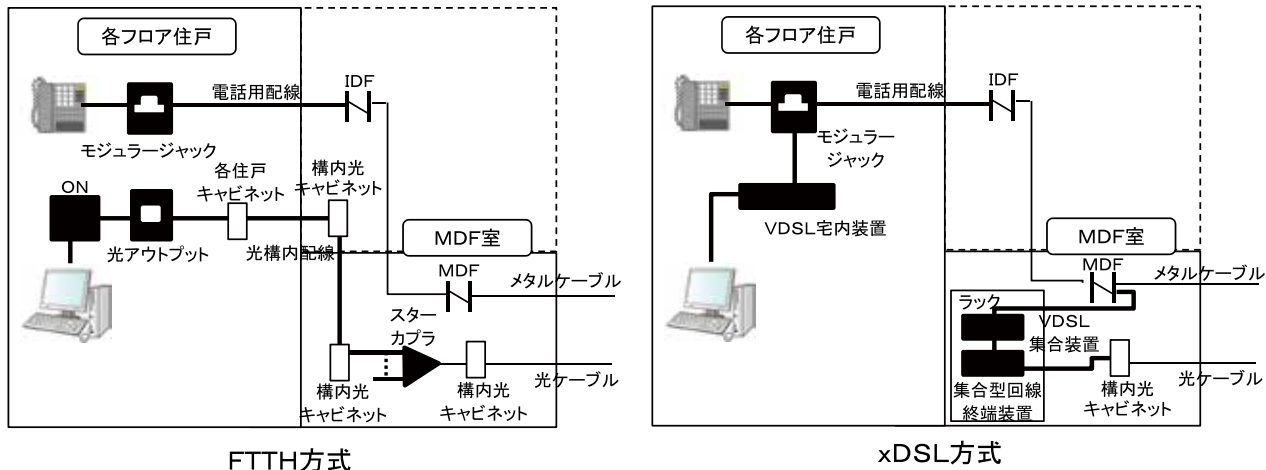 各フロア住戸
IDF
電話用配線
モジュラージャック
各住戸
キャビネット
構内光
キャビネット
ON
光アウトプット
光構内配線
MDF室
MDF
メタルケーブル
スター
カプラ
構内光
キャビネット
構内光
キャビネット
光ケーブル
FTTH方式
各フロア住戸
IDF
電話用配線
モジュラー
ジャック
VDSL宅内装置
MDF室
MDF
メタルケーブル
ラック
VDSL
集合装置
集合型回線
終端装置
構内光
キャビネット
光ケーブル
xDSL方式